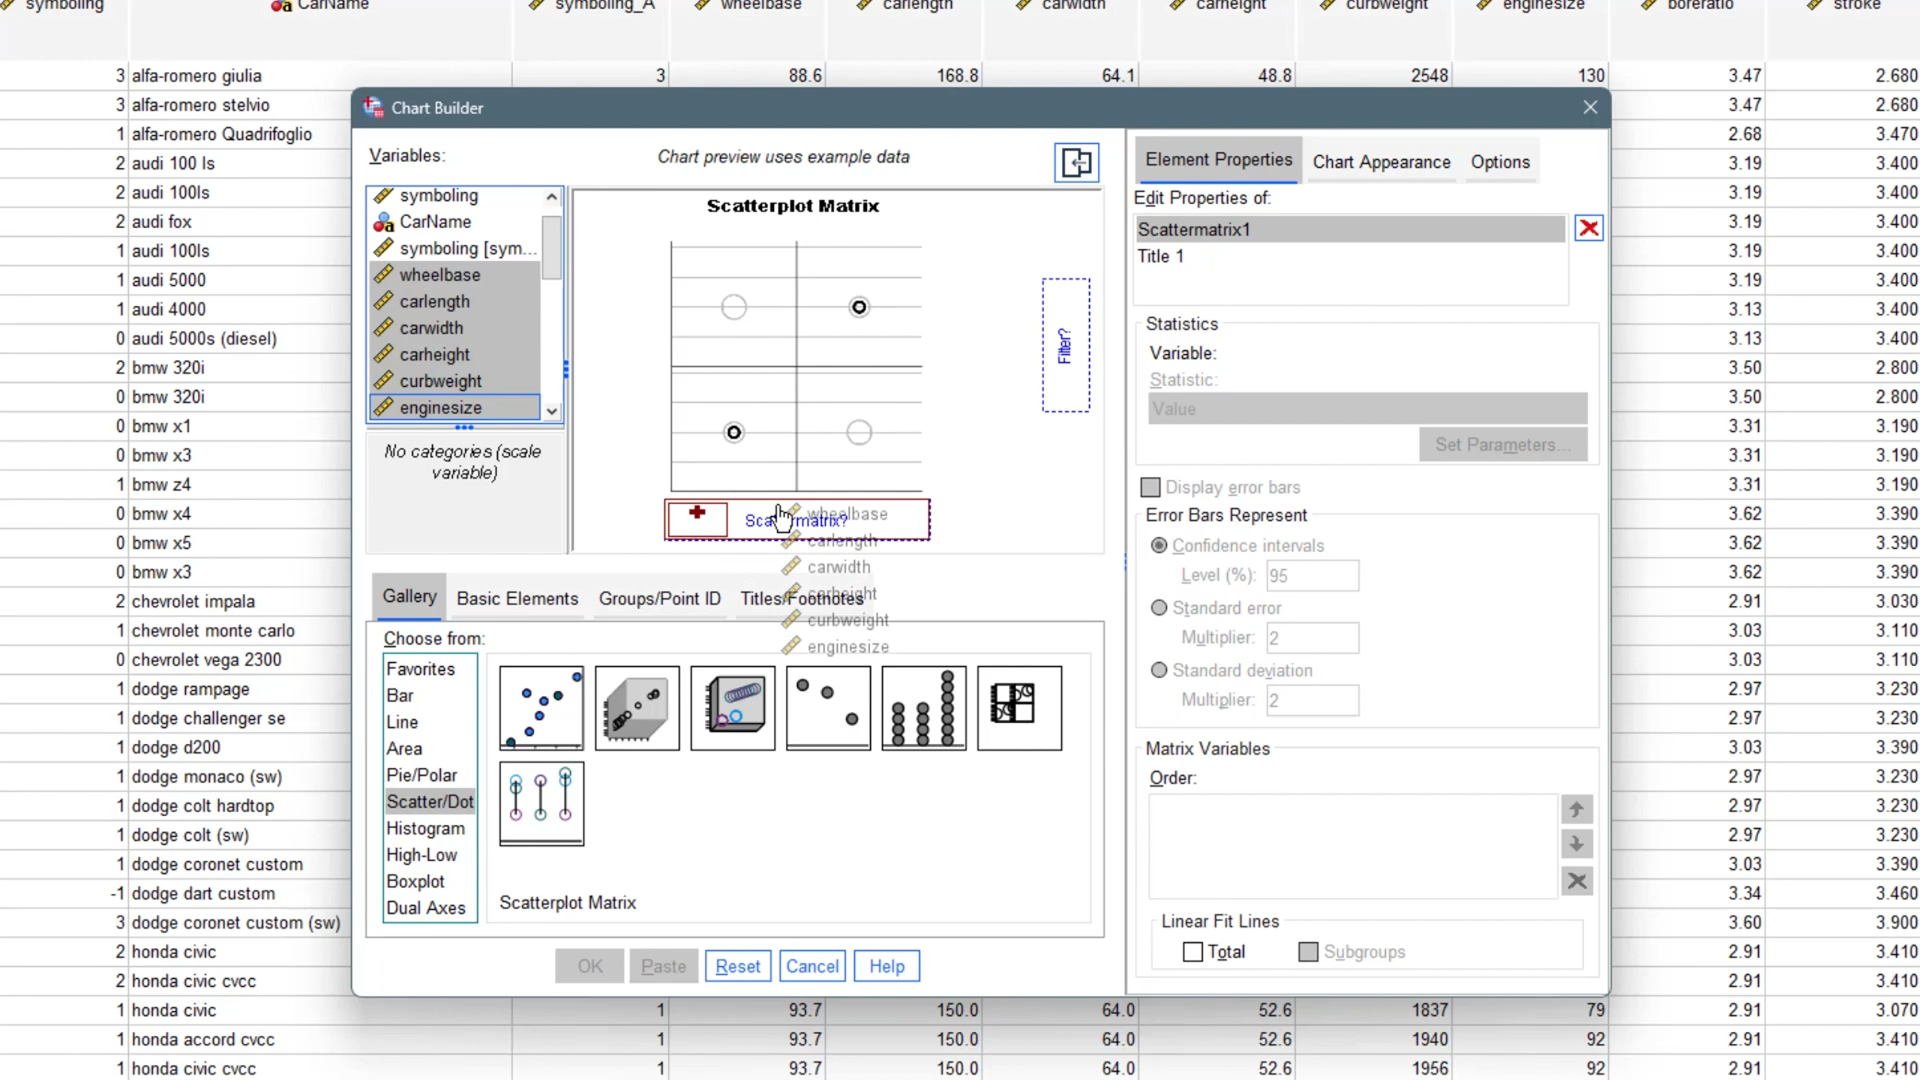 symboling CarName symboling_A wheelbase carlength carwidth carheight curbweight enginesize boreratio stroke
3 alfa-romero giulia 3 88.6 168.8 64.1 48.8 2548 130 3.47 2.680
3 alfa-romero stelvio 3.47 2.680
1 alfa-romero Quadrifoglio 2.68 3.470
2 audi 100 ls 3.19 3.400
2 audi 100ls 3.19 3.400
2 audi fox 3.19 3.400
1 audi 100ls 3.19 3.400
1 audi 5000 3.19 3.400
1 audi 4000 3.13 3.400
0 audi 5000s (diesel) 3.13 3.400
2 bmw 320i 3.50 2.800
0 bmw 320i 3.50 2.800
0 bmw x1 3.31 3.190
0 bmw x3 3.31 3.190
1 bmw z4 3.31 3.190
0 bmw x4 3.62 3.390
0 bmw x5 3.62 3.390
0 bmw x3 3.62 3.390
2 chevrolet impala 2.91 3.030
1 chevrolet monte carlo 3.03 3.110
0 chevrolet vega 2300 3.03 3.110
1 dodge rampage 2.97 3.230
1 dodge challenger se 2.97 3.230
1 dodge d200 3.03 3.390
1 dodge monaco (sw) 2.97 3.230
1 dodge colt hardtop 2.97 3.230
1 dodge colt (sw) 2.97 3.230
1 dodge coronet custom 3.03 3.390
-1 dodge dart custom 3.34 3.460
3 dodge coronet custom (sw) 3.60 3.900
2 honda civic 2.91 3.410
2 honda civic cvcc 2.91 3.410
1 honda civic 1 93.7 150.0 64.0 52.6 1837 79 2.91 3.070
1 honda accord cvcc 1 93.7 150.0 64.0 52.6 1940 92 2.91 3.410
1 honda civic cvcc 1 93.7 150.0 64.0 52.6 1956 92 2.91 3.410
Chart Builder
Variables:
Chart preview uses example data
symboling
CarName
symboling [sym...
wheelbase
carlength
carwidth
carheight
curbweight
enginesize
No categories (scale
variable)
Scatterplot Matrix
Filter?
Scattermatrix?
wheelbase
carlength
carwidth
carheight
curbweight
enginesize
Gallery Basic Elements Groups/Point ID Titles/Footnotes
Choose from:
Favorites
Bar
Line
Area
Pie/Polar
Scatter/Dot
Histogram
High-Low
Boxplot
Dual Axes
Scatterplot Matrix
OK Paste Reset Cancel Help
Element Properties Chart Appearance Options
Edit Properties of:
Scattermatrix1
Title 1
Statistics
Variable:
Statistic:
Value
Set Parameters...
Display error bars
Error Bars Represent
Confidence intervals
Level (%): 95
Standard error
Multiplier: 2
Standard deviation
Multiplier: 2
Matrix Variables
Order:
Linear Fit Lines
Total Subgroups